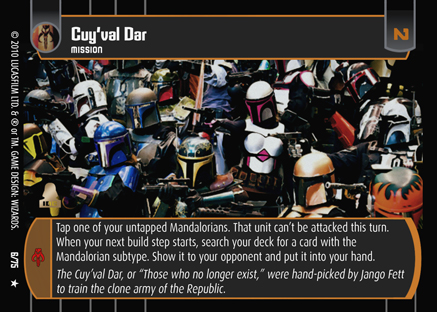 Cuy'val Dar
MISSION
2
© 2010 LUCASFILM LTD. & ® or TM. GAME DESIGN: WIZARDS.
6/75
Tap one of your untapped Mandalorians. That unit can't be attacked this turn.
When your next build step starts, search your deck for a card with the
Mandalorian subtype. Show it to your opponent and put it into your hand.
The Cuy'val Dar, or "Those who no longer exist," were hand-picked by Jango Fett
to train the clone army of the Republic.